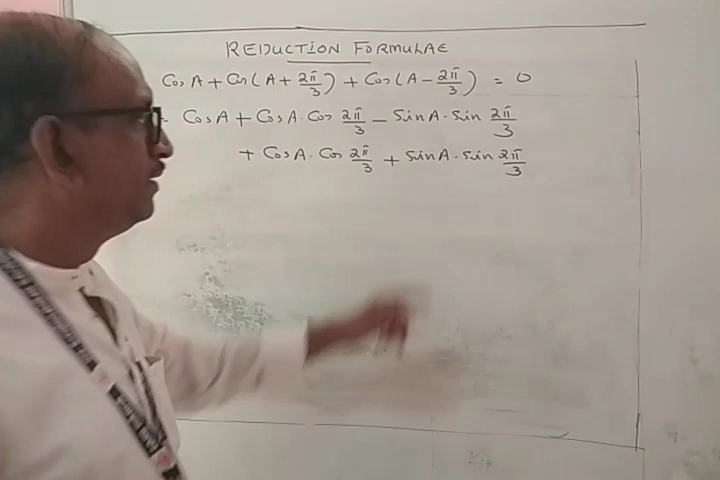 REDUCTION FORMULAE
Cos A + Cos (A + 2π/3) + Cos (A - 2π/3) = 0
Cos A + Cos A · Cos 2π/3 - Sin A · Sin 2π/3
+ Cos A · Cos 2π/3 + Sin A · Sin 2π/3